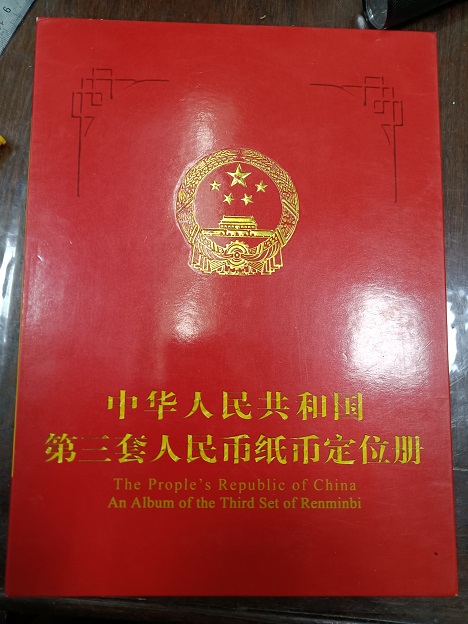 中华人民共和国
第三套人民币纸币定位册
The Prople's Republic of China
An Album of the Third Set of Renminbi